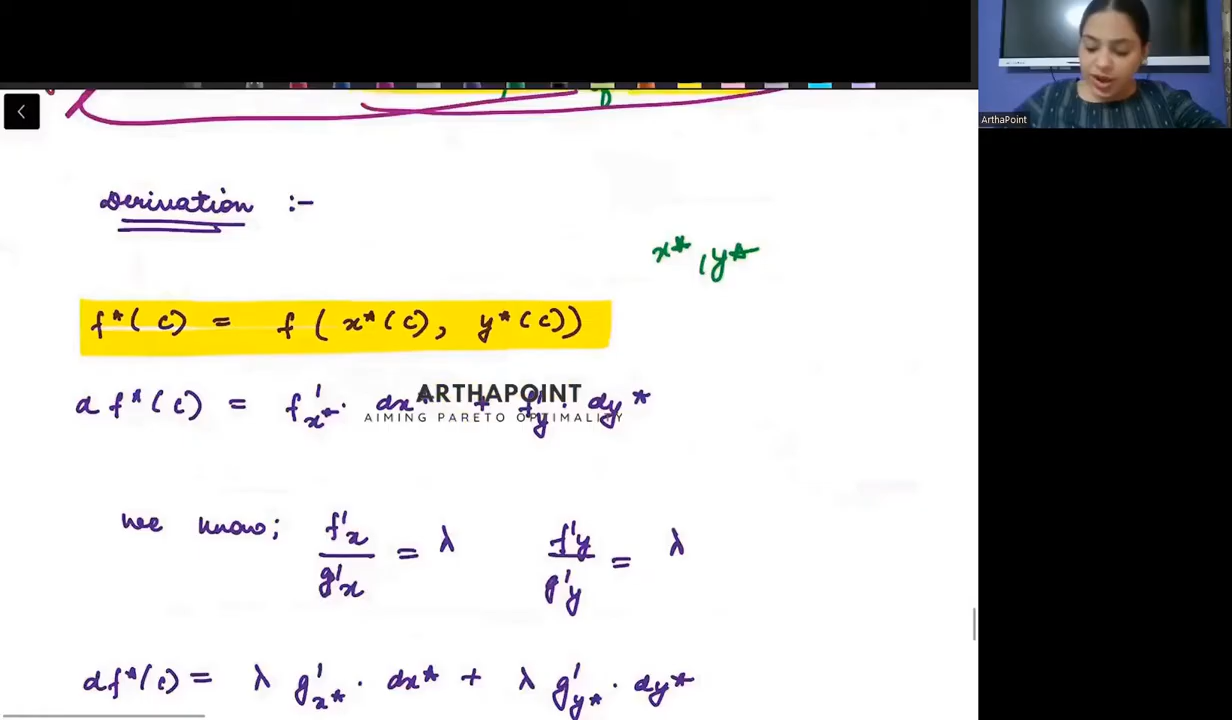 ArthaPoint
Derivation :-
x* , y*
f*(c) = f ( x*(c), y*(c))
d f*(c) = f'x* · dx* + f'y · dy*
ARTHAPOINT
AIMING PARETO OPTIMALITY
we know; f'x / g'x = λ f'y / g'y = λ
df*(c) = λ g'x* · dx* + λ g'y* · dy*